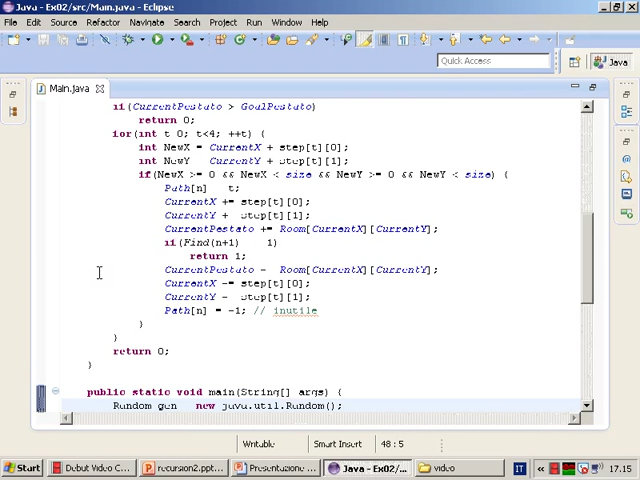 Java - Ex02/src/Main.java - Eclipse
File Edit Source Refactor Navigate Search Project Run Window Help
Quick Access
Java
Main.java
if(CurrentPestato > GoalPestato)
return 0;
for(int t 0; t<4; ++t) {
int NewX = CurrentX + step[t][0];
int NewY CurrentY + step[t][1];
if(NewX >= 0 && NewX < size && NewY >= 0 && NewY < size) {
Path[n] t;
CurrentX += step[t][0];
CurrentY + step[t][1];
CurrentPestato += Room[CurrentX][CurrentY];
if(Find(n+1) 1)
return 1;
CurrentPestato - Room[CurrentX][CurrentY];
CurrentX -= step[t][0];
CurrentY - step[t][1];
Path[n] = -1; // inutile
}
}
return 0;
}
public static void main(String[] args) {
Random gen new java.util.Random();
Writable Smart Insert 48 : 5
Start Debut Video C... recursion2.ppt... Presentazione ... Java - Ex02/... video IT 17.15